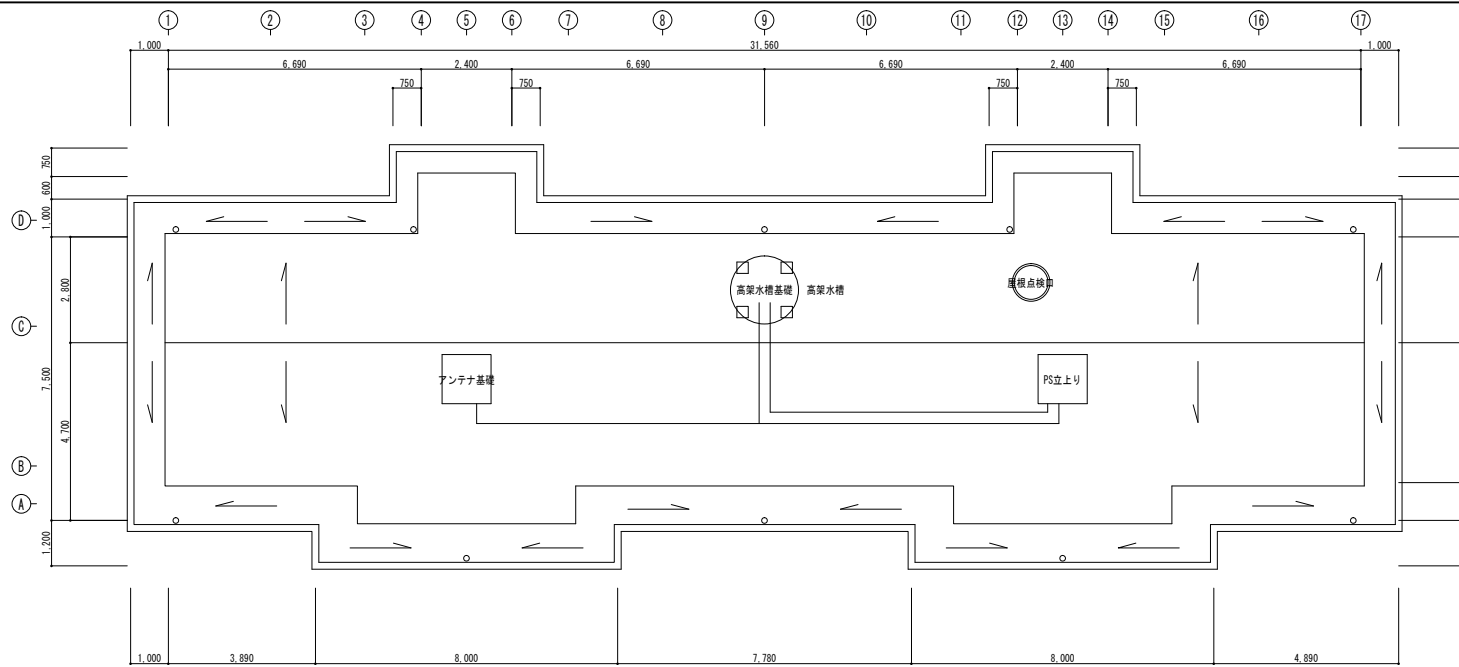 ① ② ③ ④ ⑤ ⑥ ⑦ ⑧ ⑨ ⑩ ⑪ ⑫ ⑬ ⑭ ⑮ ⑯ ⑰
1,000 31,560 1,000
6,690 2,400 6,690 6,690 2,400 6,690
750 750 750 750
750
600
1,000
Ⓓ
2,800
屋根点検口
高架水槽基礎 高架水槽
Ⓒ
7,500
アンテナ基礎 PS立上り
4,700
Ⓑ
Ⓐ
1,200
1,000 3,890 8,000 7,780 8,000 4,890